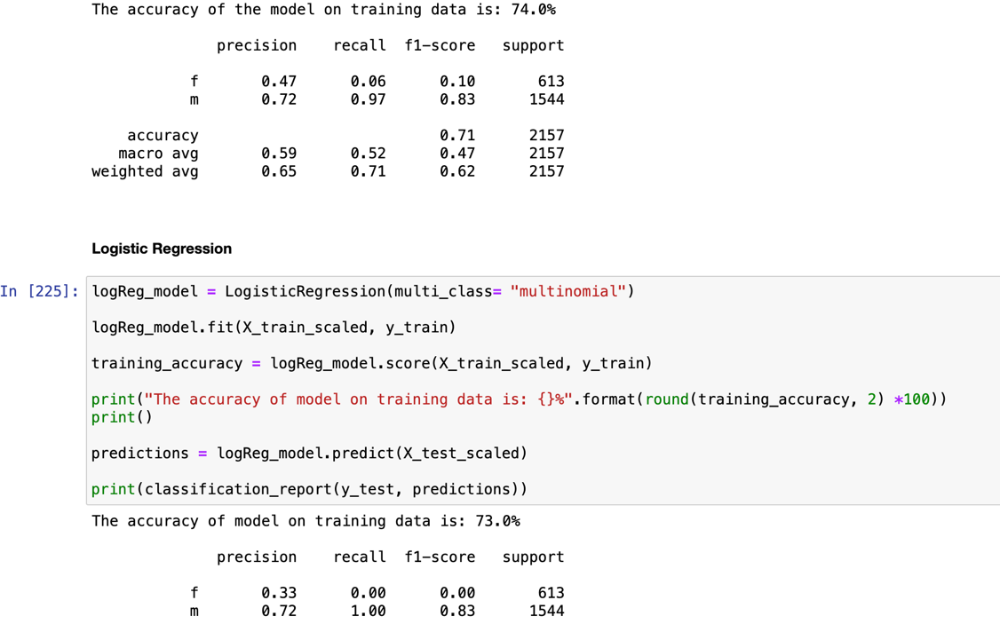 The accuracy of the model on training data is: 74.0%
precision recall f1-score support
f 0.47 0.06 0.10 613
m 0.72 0.97 0.83 1544
accuracy 0.71 2157
macro avg 0.59 0.52 0.47 2157
weighted avg 0.65 0.71 0.62 2157
Logistic Regression
In [225]: logReg_model = LogisticRegression(multi_class= "multinomial")
logReg_model.fit(X_train_scaled, y_train)
training_accuracy = logReg_model.score(X_train_scaled, y_train)
print("The accuracy of model on training data is: {}%".format(round(training_accuracy, 2) *100))
print()
predictions = logReg_model.predict(X_test_scaled)
print(classification_report(y_test, predictions))
The accuracy of model on training data is: 73.0%
precision recall f1-score support
f 0.33 0.00 0.00 613
m 0.72 1.00 0.83 1544